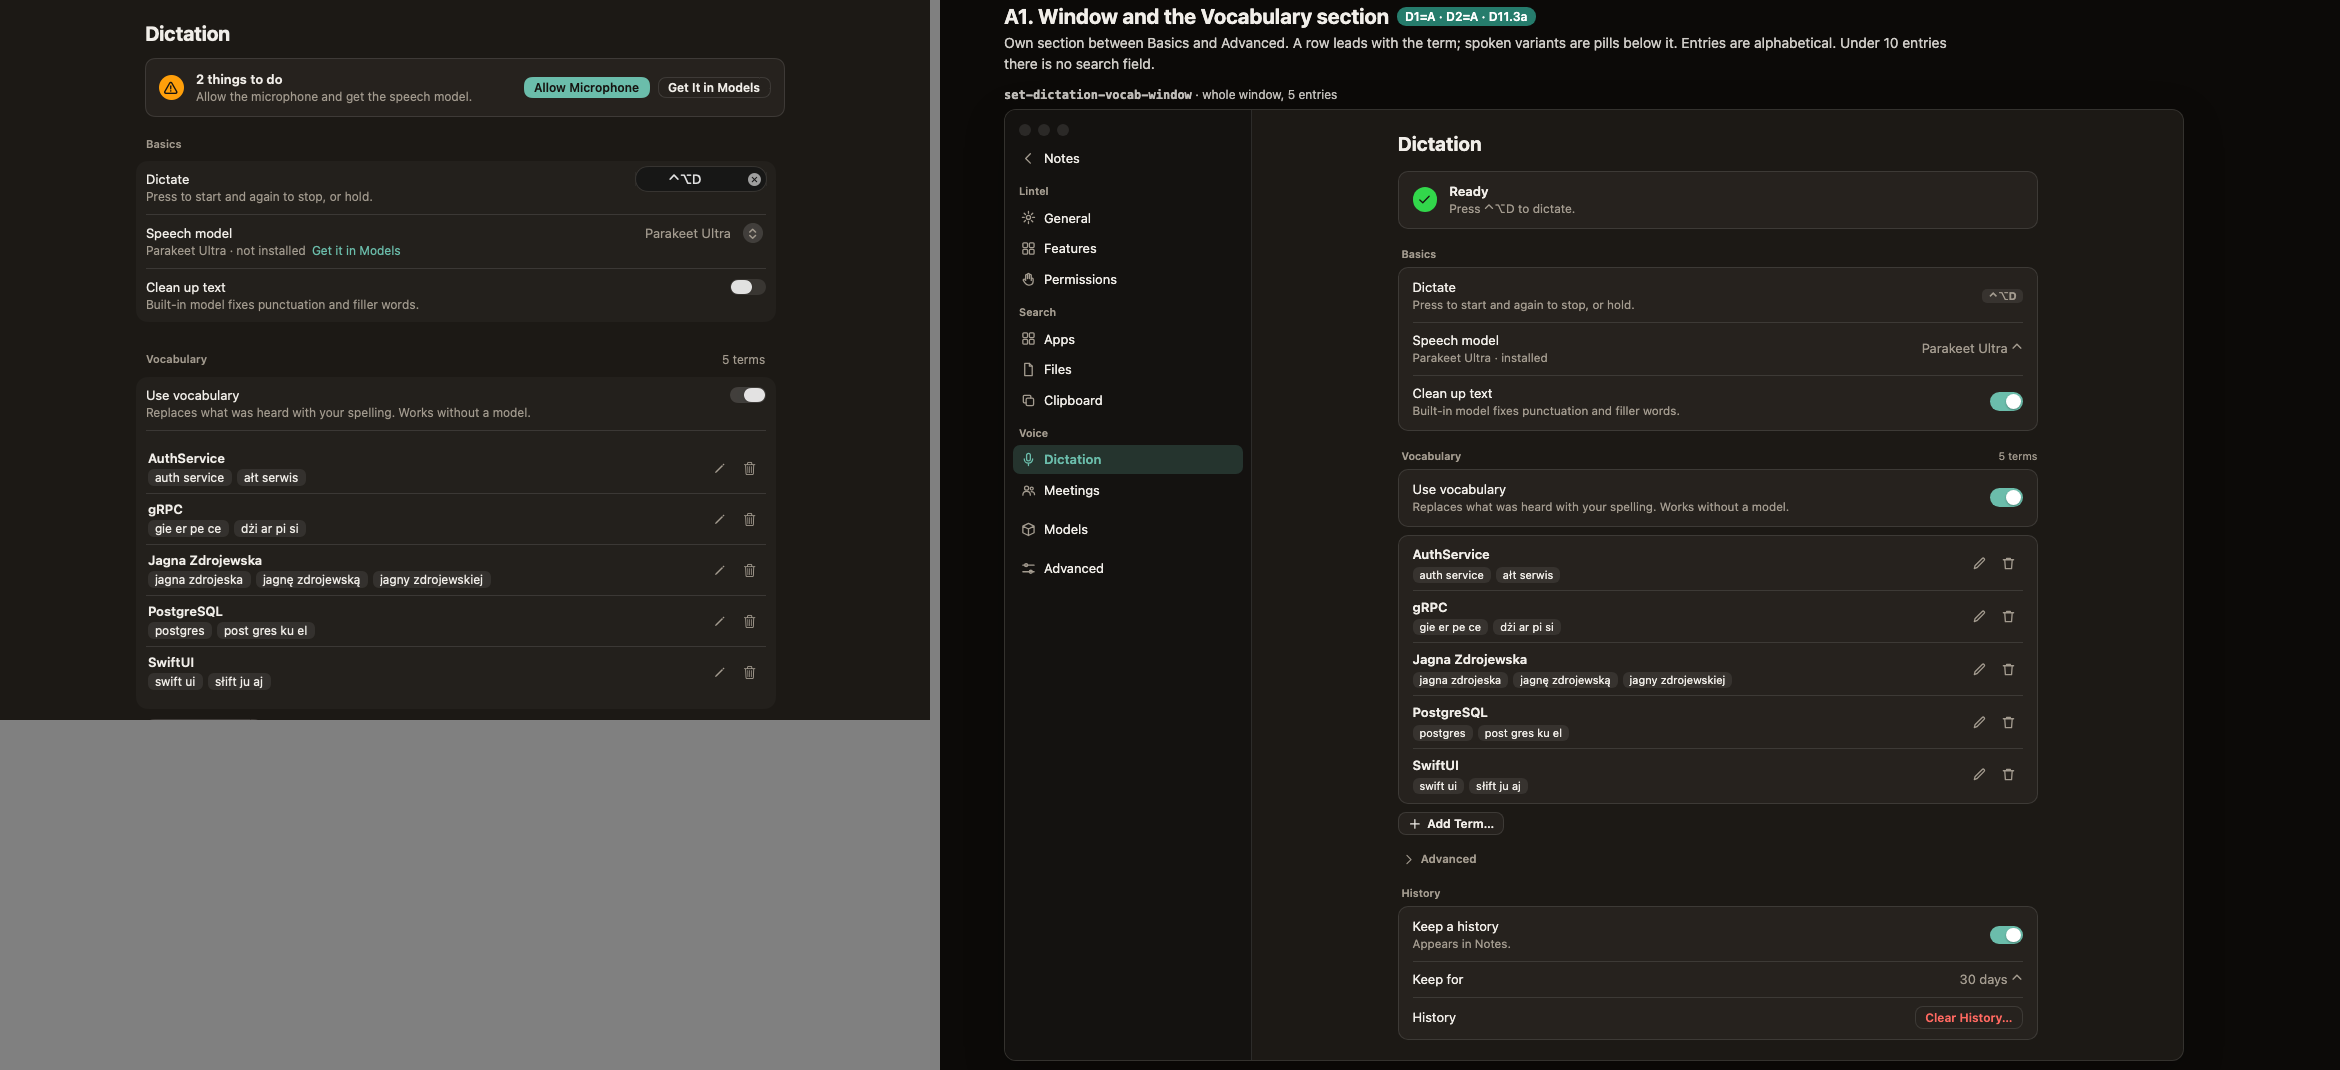 Dictation
2 things to do
Allow the microphone and get the speech model.
Allow Microphone
Get It in Models
Basics
Dictate
Press to start and again to stop, or hold.
⌃⌥D
Speech model
Parakeet Ultra · not installed Get it in Models
Parakeet Ultra
Clean up text
Built-in model fixes punctuation and filler words.
Vocabulary
5 terms
Use vocabulary
Replaces what was heard with your spelling. Works without a model.
AuthService
auth service ałt serwis
gRPC
gie er pe ce dżi ar pi si
Jagna Zdrojewska
jagna zdrojeska jagnę zdrojewską jagny zdrojewskiej
PostgreSQL
postgres post gres ku el
SwiftUI
swift ui słift ju aj
A1. Window and the Vocabulary section D1=A · D2=A · D11.3a
Own section between Basics and Advanced. A row leads with the term; spoken variants are pills below it. Entries are alphabetical. Under 10 entries
there is no search field.
set-dictation-vocab-window · whole window, 5 entries
Notes
Lintel
General
Features
Permissions
Search
Apps
Files
Clipboard
Voice
Dictation
Meetings
Models
Advanced
Dictation
Ready
Press ⌃⌥D to dictate.
Basics
Dictate
Press to start and again to stop, or hold.
⌃⌥D
Speech model
Parakeet Ultra · installed
Parakeet Ultra
Clean up text
Built-in model fixes punctuation and filler words.
Vocabulary
5 terms
Use vocabulary
Replaces what was heard with your spelling. Works without a model.
AuthService
auth service ałt serwis
gRPC
gie er pe ce dżi ar pi si
Jagna Zdrojewska
jagna zdrojeska jagnę zdrojewską jagny zdrojewskiej
PostgreSQL
postgres post gres ku el
SwiftUI
swift ui słift ju aj
+ Add Term...
Advanced
History
Keep a history
Appears in Notes.
Keep for
30 days
History
Clear History...